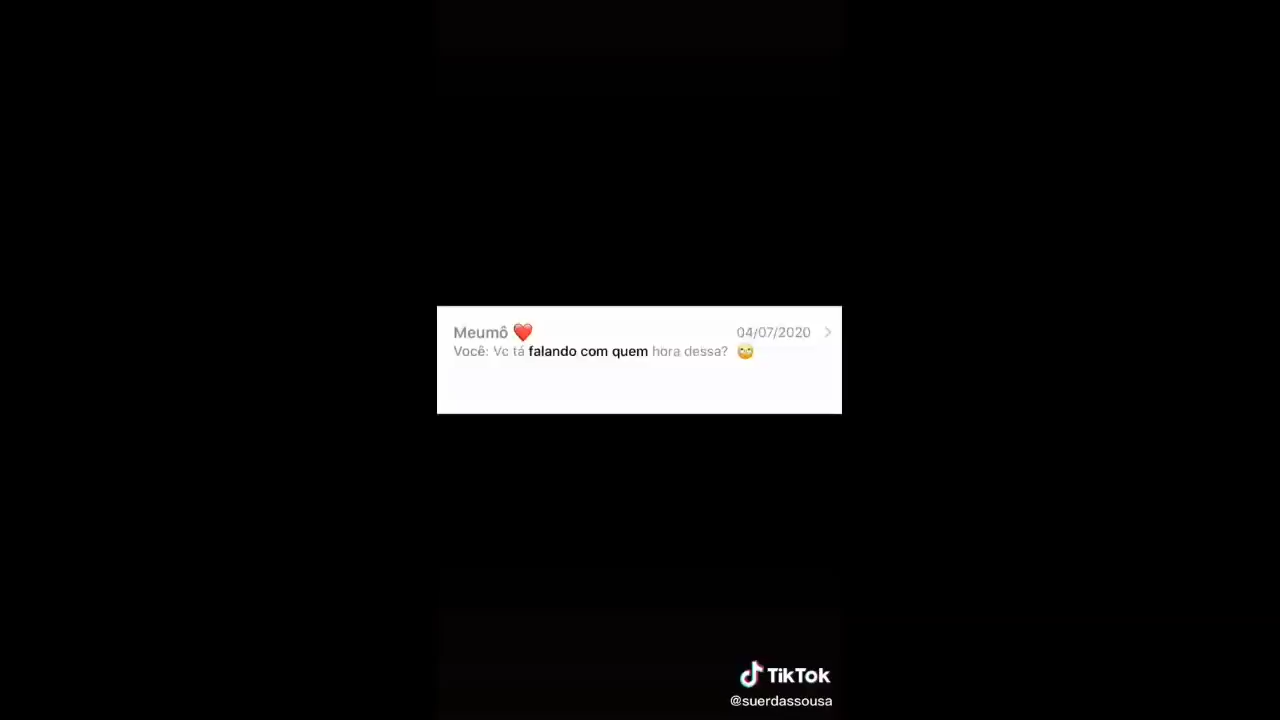 Meumô ❤️ 04/07/2020
Você: Vc tá falando com quem hora dessa? 🙄
TikTok
@suerdassousa